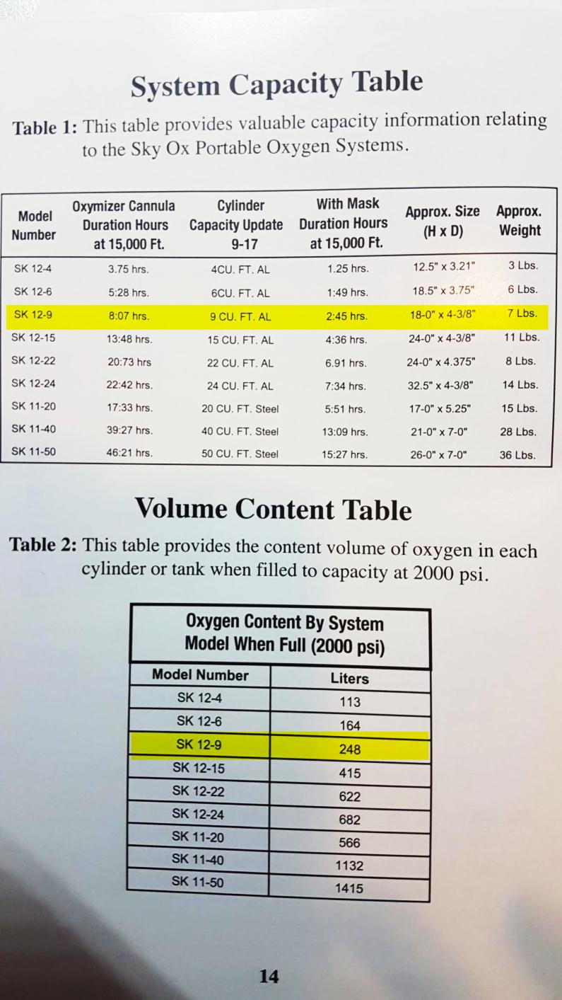 System Capacity Table
Table 1: This table provides valuable capacity information relating
to the Sky Ox Portable Oxygen Systems.
Model Number Oxymizer Cannula Duration Hours at 15,000 Ft. Cylinder Capacity Update 9-17 With Mask Duration Hours at 15,000 Ft. Approx. Size (H x D) Approx. Weight
SK 12-4 3.75 hrs. 4CU. FT. AL 1.25 hrs. 12.5" x 3.21" 3 Lbs.
SK 12-6 5:28 hrs. 6CU. FT. AL 1:49 hrs. 18.5" x 3.75" 6 Lbs.
SK 12-9 8:07 hrs. 9 CU. FT. AL 2:45 hrs. 18-0" x 4-3/8" 7 Lbs.
SK 12-15 13:48 hrs. 15 CU. FT. AL 4:36 hrs. 24-0" x 4-3/8" 11 Lbs.
SK 12-22 20:73 hrs 22 CU. FT. AL 6.91 hrs. 24-0" x 4.375" 8 Lbs.
SK 12-24 22:42 hrs. 24 CU. FT. AL 7:34 hrs. 32.5" x 4-3/8" 14 Lbs.
SK 11-20 17:33 hrs. 20 CU. FT. Steel 5:51 hrs. 17-0" x 5.25" 15 Lbs.
SK 11-40 39:27 hrs. 40 CU. FT. Steel 13:09 hrs. 21-0" x 7-0" 28 Lbs.
SK 11-50 46:21 hrs. 50 CU. FT. Steel 15:27 hrs. 26-0" x 7-0" 36 Lbs.
Volume Content Table
Table 2: This table provides the content volume of oxygen in each
cylinder or tank when filled to capacity at 2000 psi.
Oxygen Content By System
Model When Full (2000 psi)
Model Number Liters
SK 12-4 113
SK 12-6 164
SK 12-9 248
SK 12-15 415
SK 12-22 622
SK 12-24 682
SK 11-20 566
SK 11-40 1132
SK 11-50 1415
14